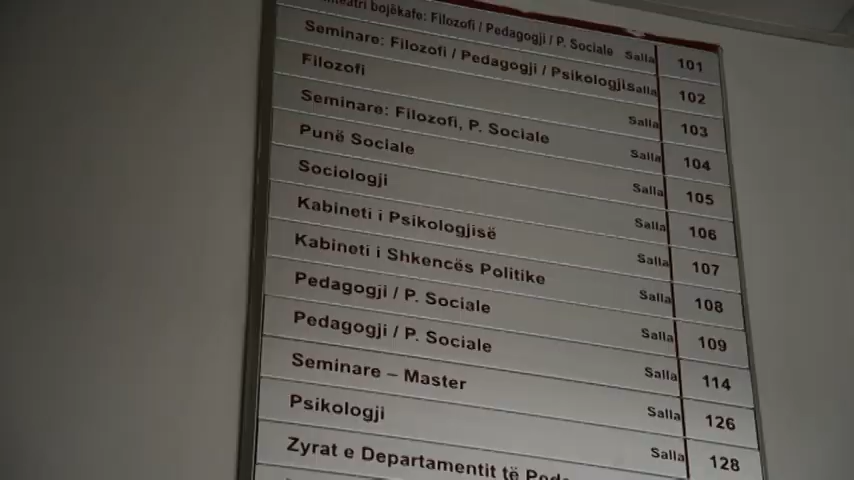 bojëkafe: Filozofi / Pedagogji / P. Sociale Salla 101
Seminare: Filozofi / Pedagogji / Psikologji Salla 102
Filozofi Salla 103
Seminare: Filozofi, P. Sociale Salla 104
Punë Sociale Salla 105
Sociologji Salla 106
Kabineti i Psikologjisë Salla 107
Kabineti i Shkencës Politike Salla 108
Pedagogji / P. Sociale Salla 109
Pedagogji / P. Sociale Salla 114
Seminare – Master Salla 126
Psikologji Salla 128
Zyrat e Departamentit të